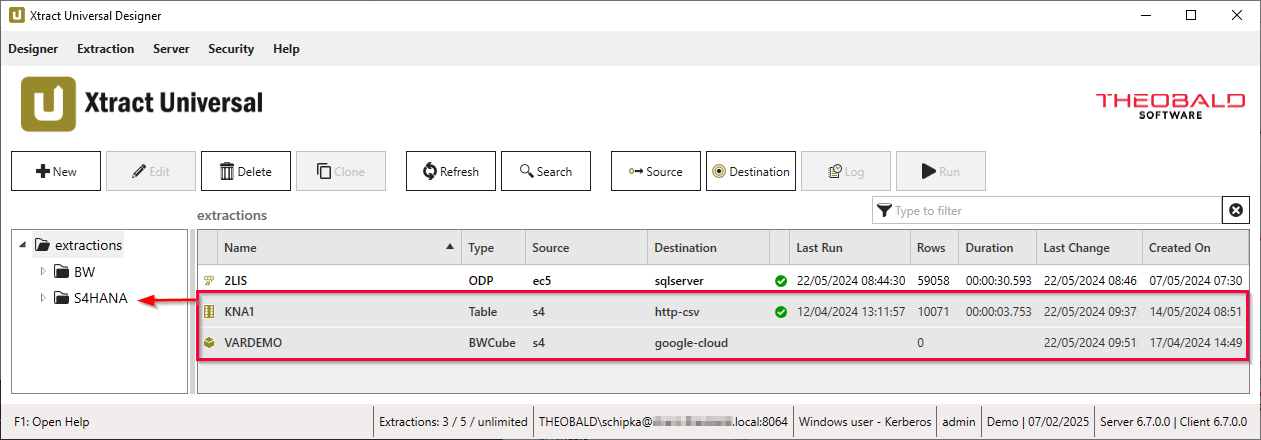 Xtract Universal Designer
Designer Extraction Server Security Help
Xtract Universal
THEOBALD
SOFTWARE
New Edit Delete Clone Refresh Search Source Destination Log Run
extractions
Type to filter
extractions
BW
S4HANA
Name Type Source Destination Last Run Rows Duration Last Change Created On
2LIS ODP ec5 sqlserver 22/05/2024 08:44:30 59058 00:00:30.593 22/05/2024 08:46: 07/05/2024 07:30
KNA1 Table s4 http-csv 12/04/2024 13:11:57 10071 00:00:03.753 22/05/2024 09:37: 14/05/2024 08:51
VARDEMO BWCube s4 google-cloud 0 22/05/2024 09:51: 17/04/2024 14:49
F1: Open Help Extractions: 3 / 5 / unlimited THEOBALD\schipka@ .local:8064 Windows user - Kerberos admin Demo | 07/02/2025 Server 6.7.0.0 | Client 6.7.0.0